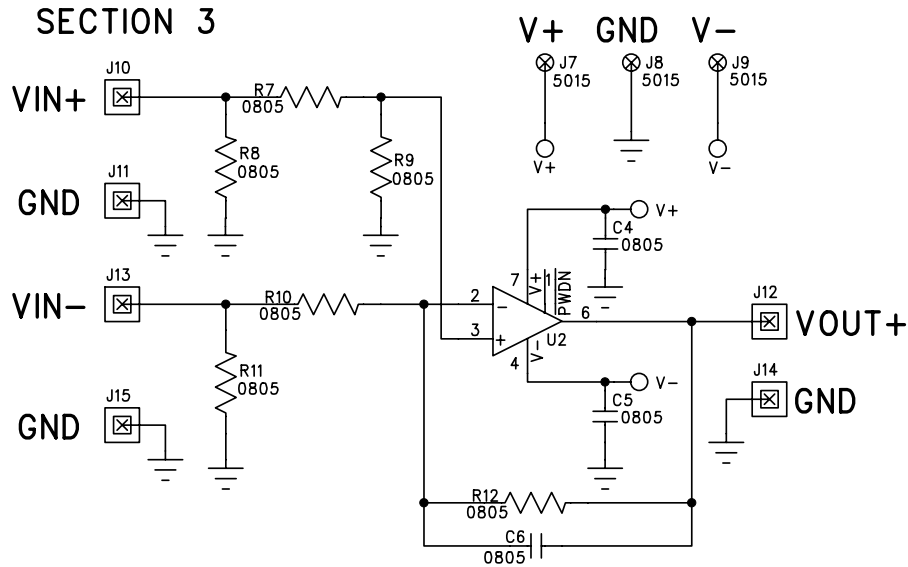 SECTION 3
V+ GND V-
J10
VIN+
R7
0805
J7
5015
J8
5015
J9
5015
R8
0805
R9
0805
V+
V-
J11
GND
V+
C4
0805
J13
VIN-
R10
0805
7
V+
1
PWDN
2
-
3
+
6
U2
4
V-
J12
VOUT+
R11
0805
V-
C5
0805
J14
GND
J15
GND
R12
0805
C6
0805